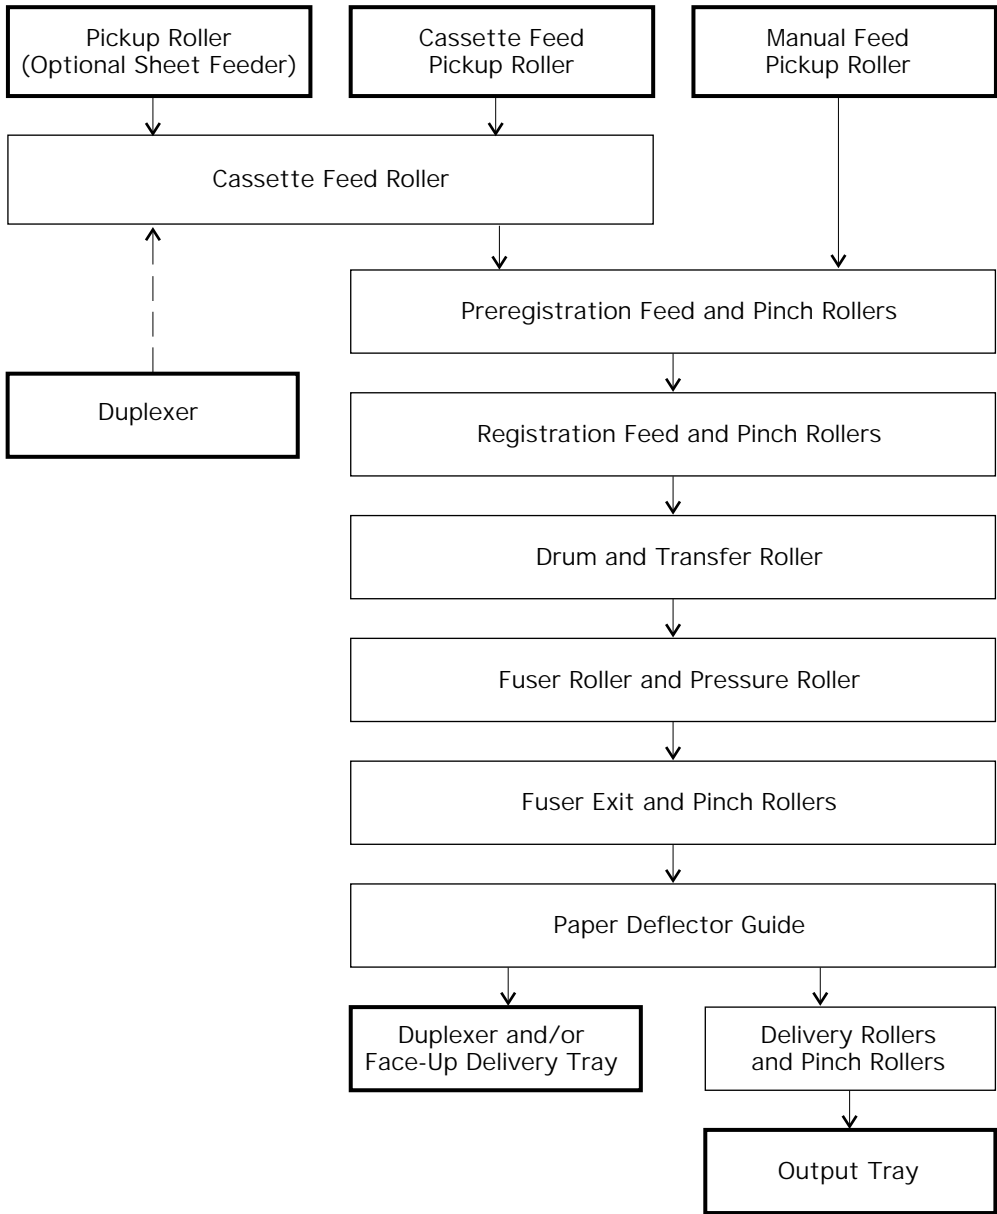 Pickup Roller
(Optional Sheet Feeder)
Cassette Feed
Pickup Roller
Manual Feed
Pickup Roller
Cassette Feed Roller
Preregistration Feed and Pinch Rollers
Duplexer
Registration Feed and Pinch Rollers
Drum and Transfer Roller
Fuser Roller and Pressure Roller
Fuser Exit and Pinch Rollers
Paper Deflector Guide
Duplexer and/or
Face-Up Delivery Tray
Delivery Rollers
and Pinch Rollers
Output Tray